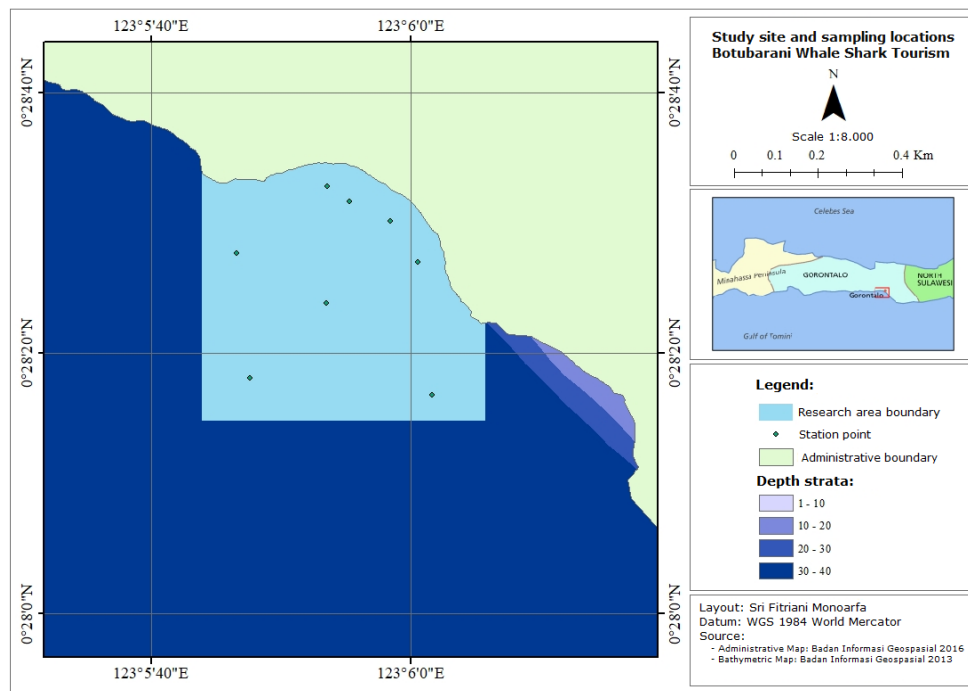 123°5'40"E
123°6'0"E
0°28'40"N
0°28'40"N
0°28'20"N
0°28'20"N
0°28'0"N
0°28'0"N
123°5'40"E
123°6'0"E
Study site and sampling locations
Botubarani Whale Shark Tourism
N
Scale 1:8.000
0 0.1 0.2 0.4 Km
Celebes Sea
Minahassa Peninsula
GORONTALO
NORTH
SULAWESI
Gorontalo
Gulf of Tomini
Legend:
Research area boundary
Station point
Administrative boundary
Depth strata:
1 - 10
10 - 20
20 - 30
30 - 40
Layout: Sri Fitriani Monoarfa
Datum: WGS 1984 World Mercator
Source:
- Administrative Map: Badan Informasi Geospasial 2016
- Bathymetric Map: Badan Informasi Geospasial 2013